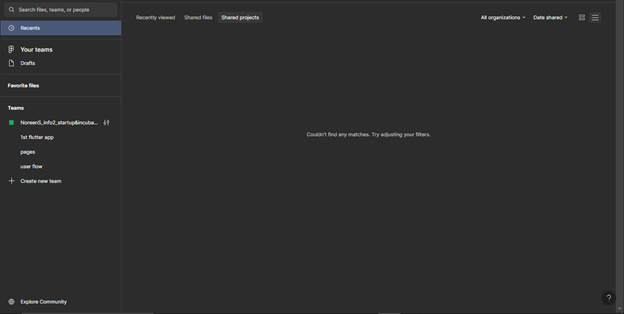 Search files, teams, or people
Recents
Your teams
Drafts
Favorite files
Teams
NoreenS_info2_startup&incuba...
1st flutter app
pages
user flow
Create new team
Explore Community
Recently viewed Shared files Shared projects
All organizations Date shared
Couldn't find any matches. Try adjusting your filters.
?